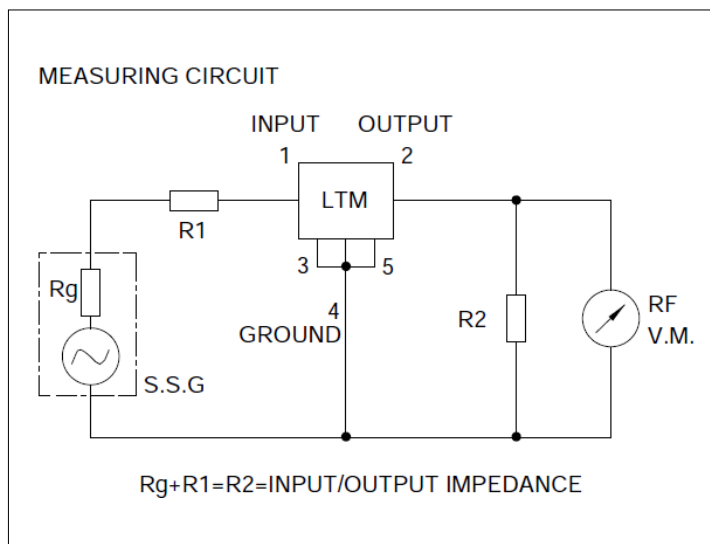 MEASURING CIRCUIT
INPUT OUTPUT
1 2
LTM
R1
3 5
Rg
4
GROUND
R2
RF
V.M.
S.S.G
Rg+R1=R2=INPUT/OUTPUT IMPEDANCE